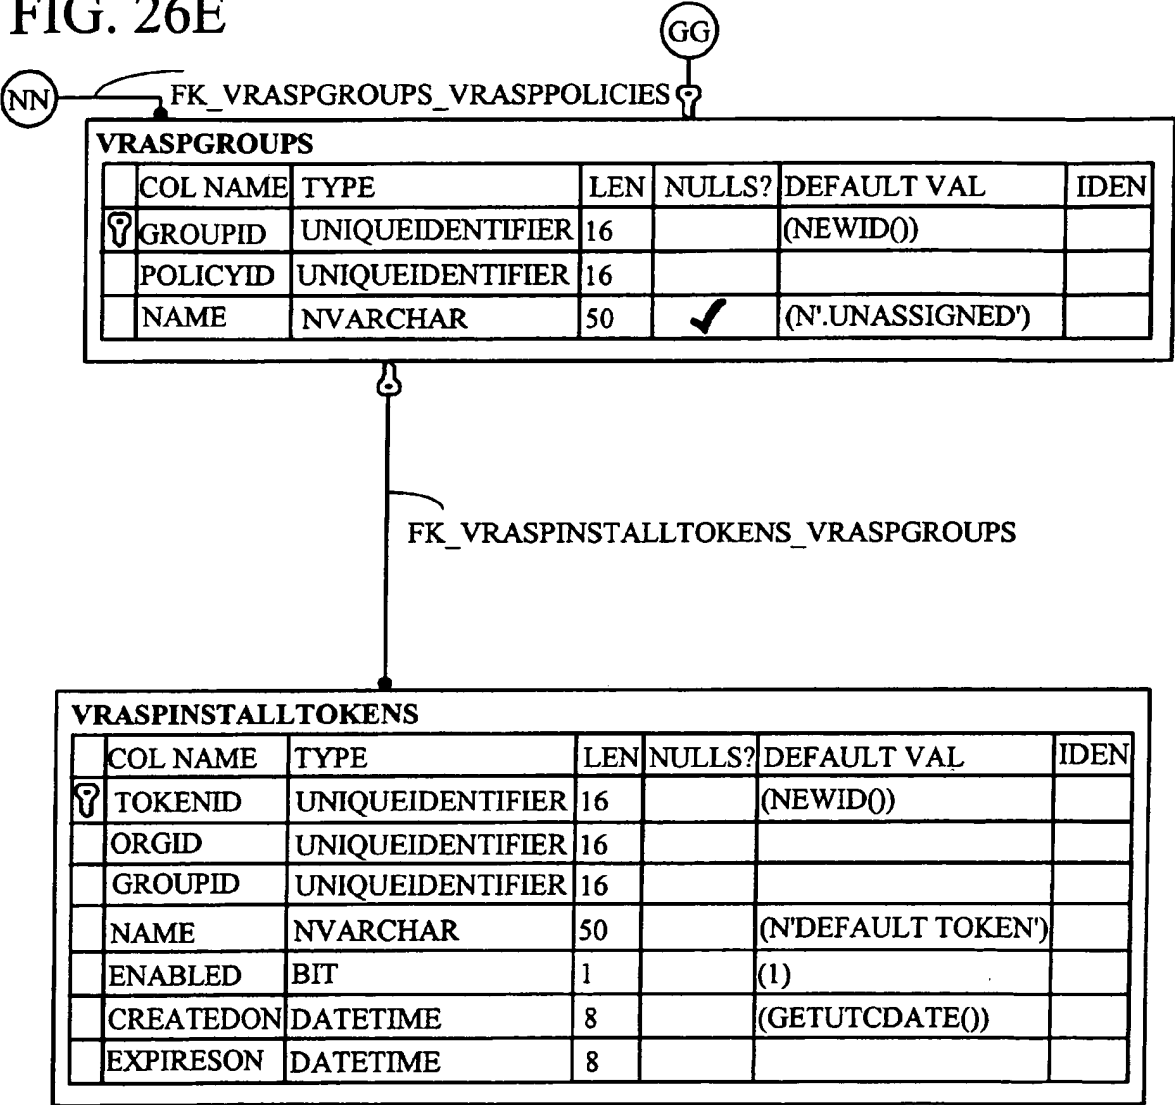 FIG. 26E
GG
NN
FK_VRASPGROUPS_VRASPPOLICIES
VRASPGROUPS
COL NAME TYPE LEN NULLS? DEFAULT VAL IDEN
GROUPID UNIQUEIDENTIFIER 16 (NEWID())
POLICYID UNIQUEIDENTIFIER 16
NAME NVARCHAR 50 ✓ (N'.UNASSIGNED')
FK_VRASPINSTALLTOKENS_VRASPGROUPS
VRASPINSTALLTOKENS
COL NAME TYPE LEN NULLS? DEFAULT VAL IDEN
TOKENID UNIQUEIDENTIFIER 16 (NEWID())
ORGID UNIQUEIDENTIFIER 16
GROUPID UNIQUEIDENTIFIER 16
NAME NVARCHAR 50 (N'DEFAULT TOKEN')
ENABLED BIT 1 (1)
CREATEDON DATETIME 8 (GETUTCDATE())
EXPIRESON DATETIME 8